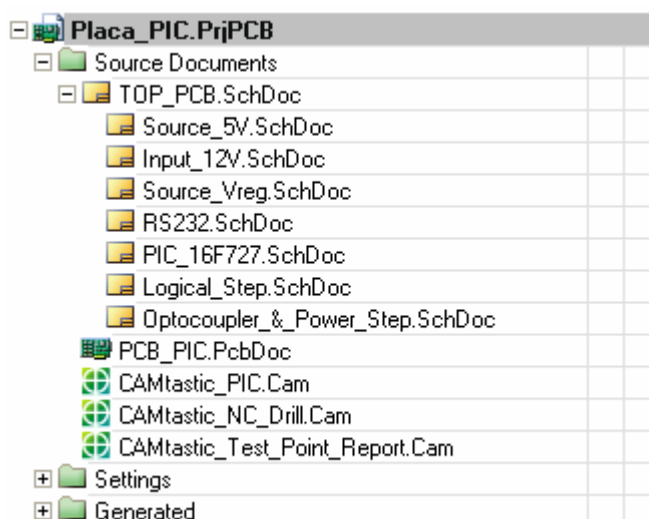 Placa_PIC.PrjPCB
Source Documents
TOP_PCB.SchDoc
Source_5V.SchDoc
Input_12V.SchDoc
Source_Vreg.SchDoc
RS232.SchDoc
PIC_16F727.SchDoc
Logical_Step.SchDoc
Optocoupler_&_Power_Step.SchDoc
PCB_PIC.PcbDoc
CAMtastic_PIC.Cam
CAMtastic_NC_Drill.Cam
CAMtastic_Test_Point_Report.Cam
Settings
Generated